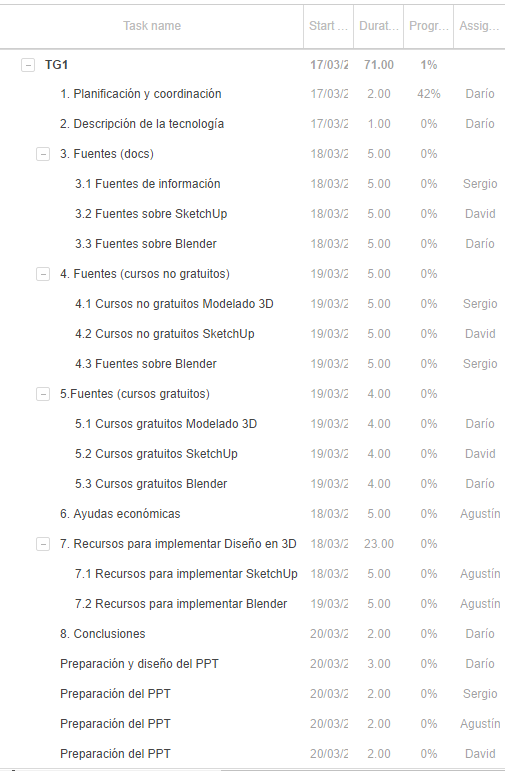 Task name Start ... Durat... Progr... Assig...
TG1 17/03/2 71.00 1%
1. Planificación y coordinación 17/03/2 2.00 42% Darío
2. Descripción de la tecnología 17/03/2 1.00 0% Darío
3. Fuentes (docs) 18/03/2 5.00 0%
3.1 Fuentes de información 18/03/2 5.00 0% Sergio
3.2 Fuentes sobre SketchUp 18/03/2 5.00 0% David
3.3 Fuentes sobre Blender 18/03/2 5.00 0% Darío
4. Fuentes (cursos no gratuitos) 19/03/2 5.00 0%
4.1 Cursos no gratuitos Modelado 3D 19/03/2 5.00 0% Sergio
4.2 Cursos no gratuitos SketchUp 19/03/2 5.00 0% David
4.3 Fuentes sobre Blender 19/03/2 5.00 0% Sergio
5.Fuentes (cursos gratuitos) 19/03/2 4.00 0%
5.1 Cursos gratuitos Modelado 3D 19/03/2 4.00 0% Darío
5.2 Cursos gratuitos SketchUp 19/03/2 4.00 0% David
5.3 Cursos gratuitos Blender 19/03/2 4.00 0% Darío
6. Ayudas económicas 18/03/2 5.00 0% Agustín
7. Recursos para implementar Diseño en 3D 18/03/2 23.00 0%
7.1 Recursos para implementar SketchUp 18/03/2 5.00 0% Agustín
7.2 Recursos para implementar Blender 19/03/2 5.00 0% Agustín
8. Conclusiones 20/03/2 2.00 0% Darío
Preparación y diseño del PPT 20/03/2 3.00 0% Darío
Preparación del PPT 20/03/2 2.00 0% Sergio
Preparación del PPT 20/03/2 2.00 0% Agustín
Preparación del PPT 20/03/2 2.00 0% David